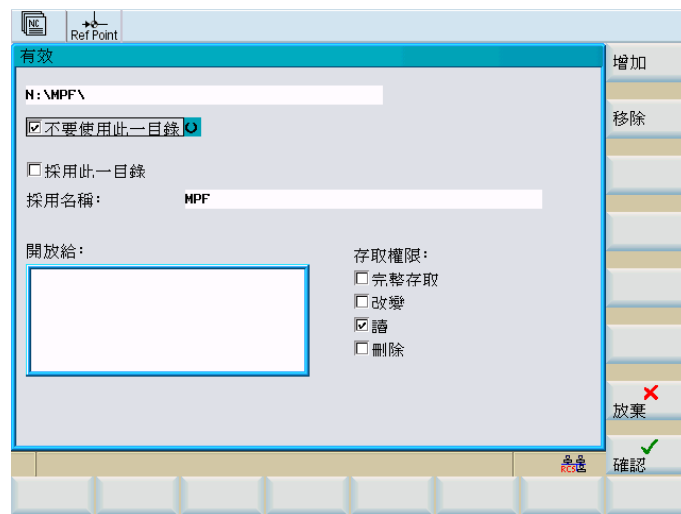 NC
Ref Point
有效
增加
N:\MPF\
移除
不要使用此一目錄
採用此一目錄
採用名稱: MPF
開放給:
存取權限:
完整存取
改變
讀
刪除
放棄
RCS
確認